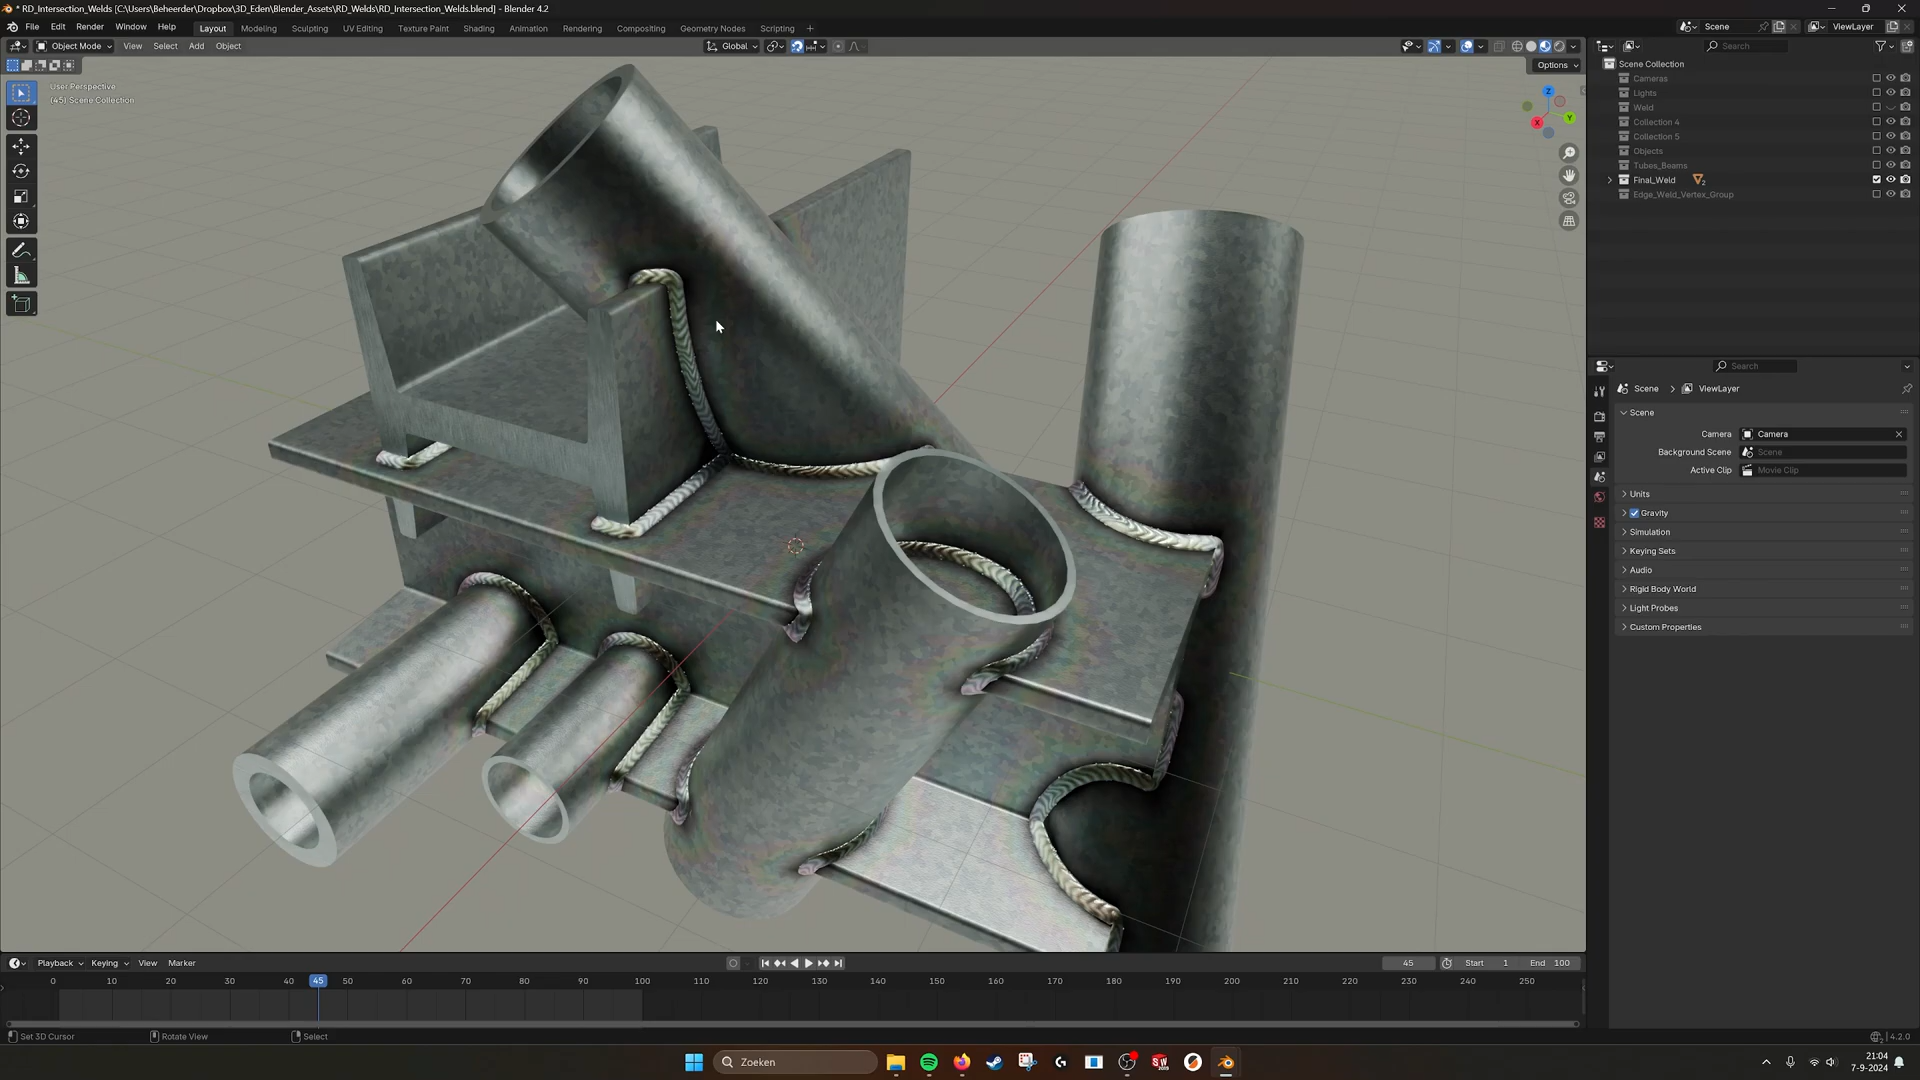 * RD_Intersection_Welds [C:\Users\Beheerder\Dropbox\3D_Eden\Blender_Assets\RD_Welds\RD_Intersection_Welds.blend] - Blender 4.2
File Edit Render Window Help Layout Modeling Sculpting UV Editing Texture Paint Shading Animation Rendering Compositing Geometry Nodes Scripting + Scene ViewLayer
Object Mode View Select Add Object Global Search
Options
User Perspective
(45) Scene Collection
Z
Y
X
Scene Collection
Cameras
Lights
Weld
Collection 4
Collection 5
Objects
Tubes_Beams
Final_Weld 2
Edge_Weld_Vertex_Group
Search
Scene > ViewLayer
Scene
Camera Camera
Background Scene Scene
Active Clip Movie Clip
Units
Gravity
Simulation
Keying Sets
Audio
Rigid Body World
Light Probes
Custom Properties
Playback Keying View Marker 45 Start 1 End 100
0 10 20 30 40 45 50 60 70 80 90 100 110 120 130 140 150 160 170 180 190 200 210 220 230 240 250
Set 3D Cursor Rotate View Select 4.2.0
Zoeken
21:04
7-9-2024